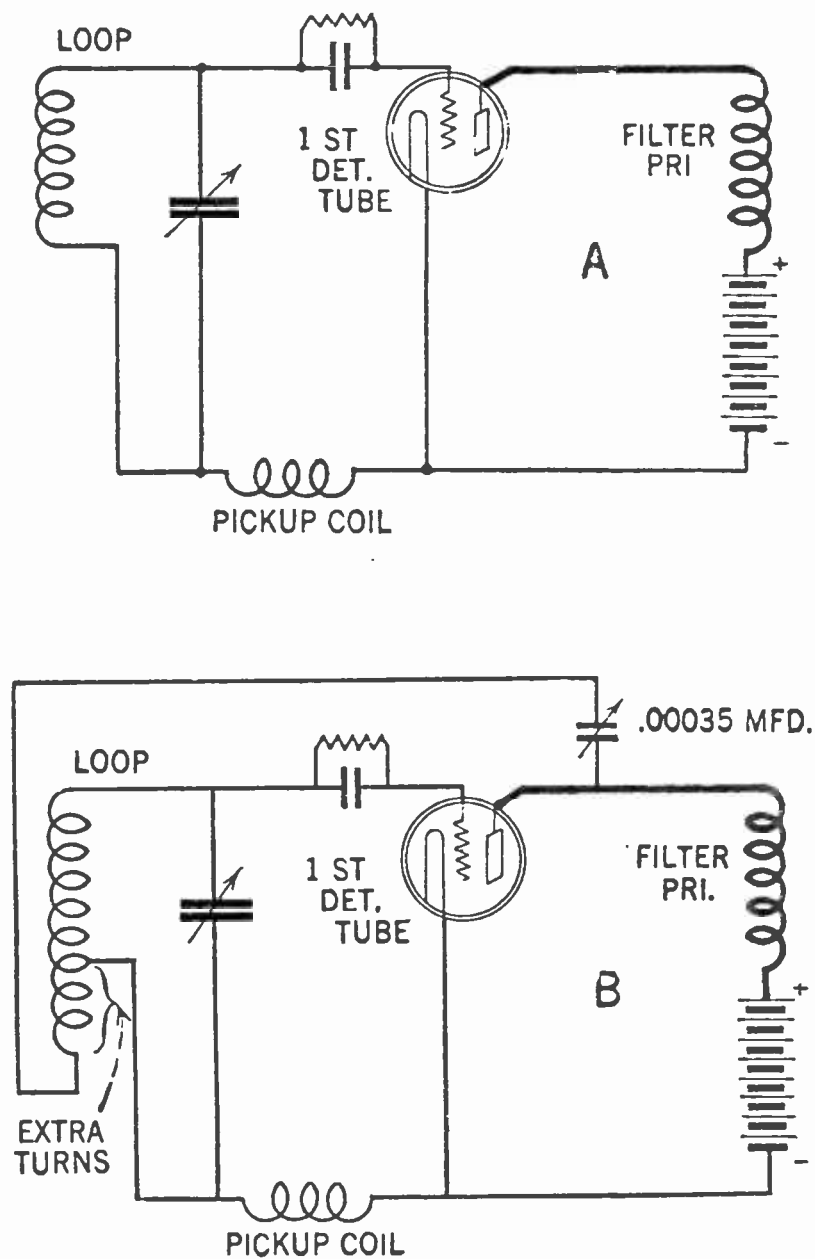 LOOP
1 ST
DET.
TUBE
FILTER
PRI
A
+
-
PICKUP COIL
.00035 MFD.
LOOP
1 ST
DET.
TUBE
FILTER
PRI.
B
+
-
EXTRA
TURNS
PICKUP COIL